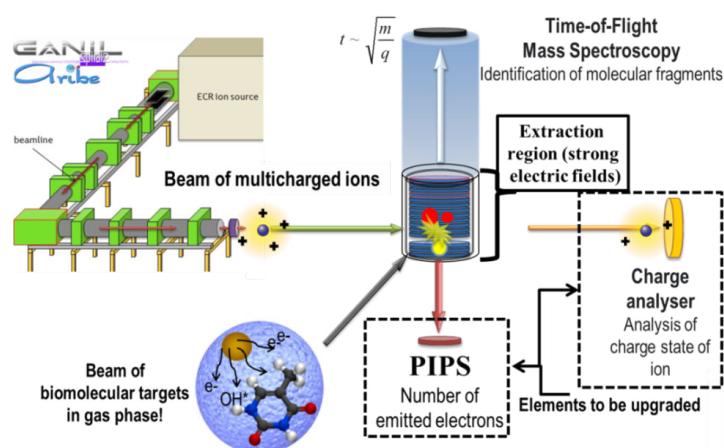 GANIL
aribe
ECR ion source
beamline
Beam of multicharged ions
t ~ √m/q
Time-of-Flight
Mass Spectroscopy
Identification of molecular fragments
Extraction
region (strong
electric fields)
+ + + +
+ +
Charge
analyser
Analysis of
charge state of
ion
PIPS
Number of
emitted electrons
Elements to be upgraded
Beam of
biomolecular targets
in gas phase!
e- e-
e-
OH*